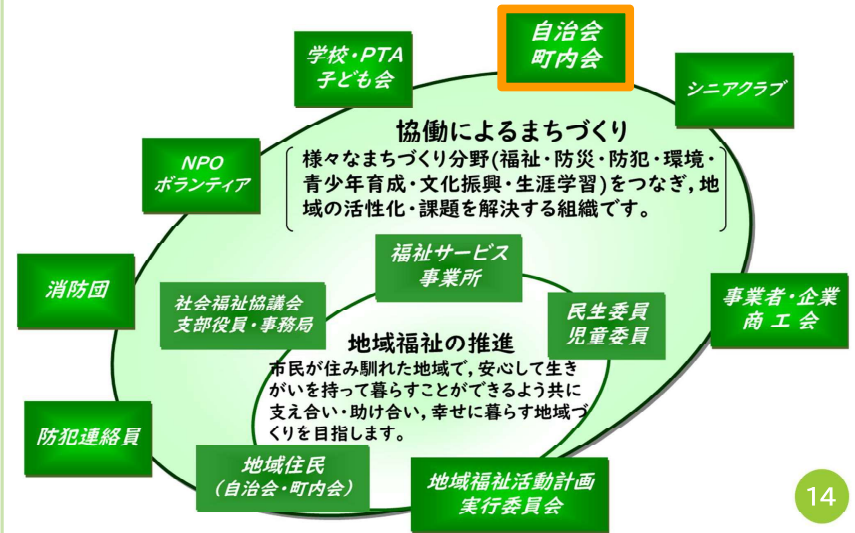 自治会
町内会
学校・PTA
子ども会
シニアクラブ
協働によるまちづくり
様々なまちづくり分野(福祉・防災・防犯・環境・
青少年育成・文化振興・生涯学習)をつなぎ,地
域の活性化・課題を解決する組織です。
NPO
ボランティア
福祉サービス
事業所
消防団
社会福祉協議会
支部役員・事務局
民生委員
児童委員
事業者・企業
商工会
地域福祉の推進
市民が住み馴れた地域で,安心して生き
がいを持って暮らすことができるよう共に
支え合い・助け合い,幸せに暮らす地域づ
くりを目指します。
防犯連絡員
地域住民
(自治会・町内会)
地域福祉活動計画
実行委員会
14